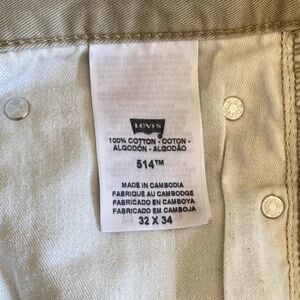 LEVI'S
100% COTTON - COTON -
ALGODÓN - ALGODÃO
514™
MADE IN CAMBODIA
FABRIQUE AU CAMBODGE
FABRICADO EN CAMBOYA
FABRICADO EM CAMBOJA
32 X 34